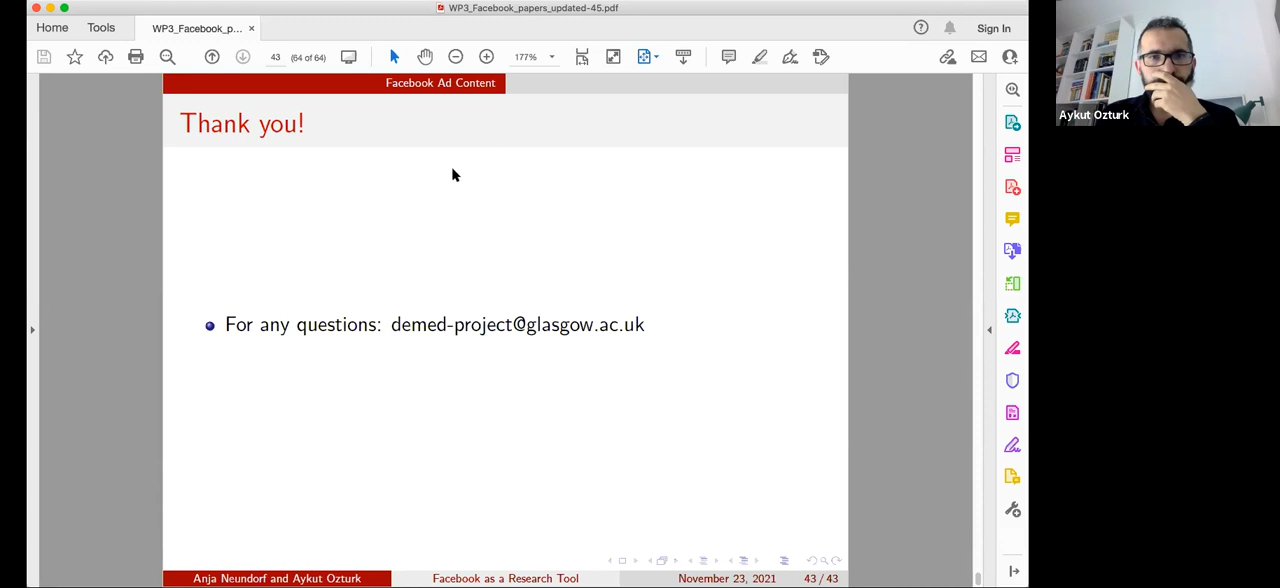 WP3_Facebook_papers_updated-45.pdf
Home Tools WP3_Facebook_p... × Sign In
43 (64 of 64) 177%
Facebook Ad Content
Thank you!
For any questions: demed-project@glasgow.ac.uk
Anja Neundorf and Aykut Ozturk Facebook as a Research Tool November 23, 2021 43 / 43
Aykut Ozturk